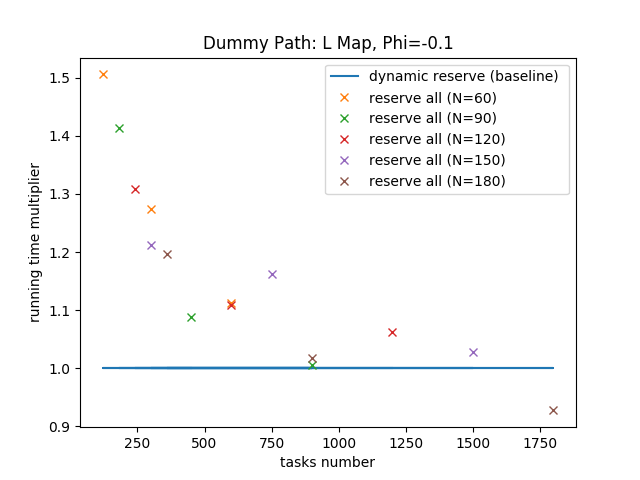 Dummy Path: L Map, Phi=-0.1
running time multiplier
1.5
1.4
1.3
1.2
1.1
1.0
0.9
dynamic reserve (baseline)
reserve all (N=60)
reserve all (N=90)
reserve all (N=120)
reserve all (N=150)
reserve all (N=180)
250 500 750 1000 1250 1500 1750
tasks number